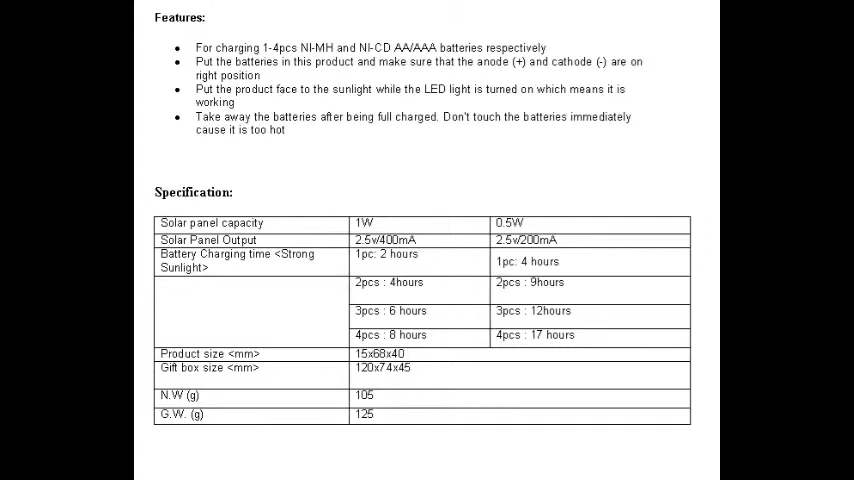 Features:
For charging 1-4pcs NI-MH and NI-CD AA/AAA batteries respectively
Put the batteries in this product and make sure that the anode (+) and cathode (-) are on
right position
Put the product face to the sunlight while the LED light is turned on which means it is
working
Take away the batteries after being full charged. Don't touch the batteries immediately
cause it is too hot
Specification:
Solar panel capacity 1W 0.5W
Solar Panel Output 2.5v/400mA 2.5v/200mA
Battery Charging time <Strong
Sunlight> 1pc: 2 hours 1pc: 4 hours
2pcs : 4hours 2pcs : 9hours
3pcs : 6 hours 3pcs : 12hours
4pcs : 8 hours 4pcs : 17 hours
Product size <mm> 15x68x40
Gift box size <mm> 120x74x45
N.W (g) 105
G.W. (g) 125